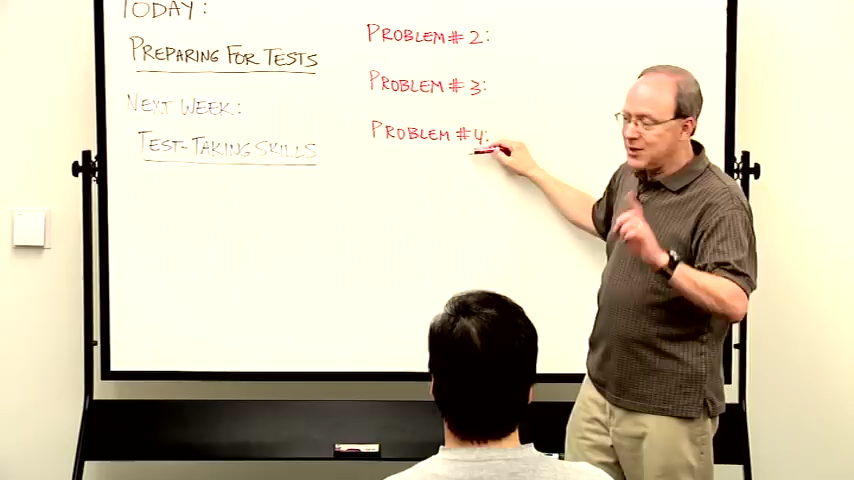 TODAY:
PREPARING FOR TESTS
NEXT WEEK:
TEST-TAKING SKILLS
PROBLEM # 2:
PROBLEM # 3:
PROBLEM # 4: